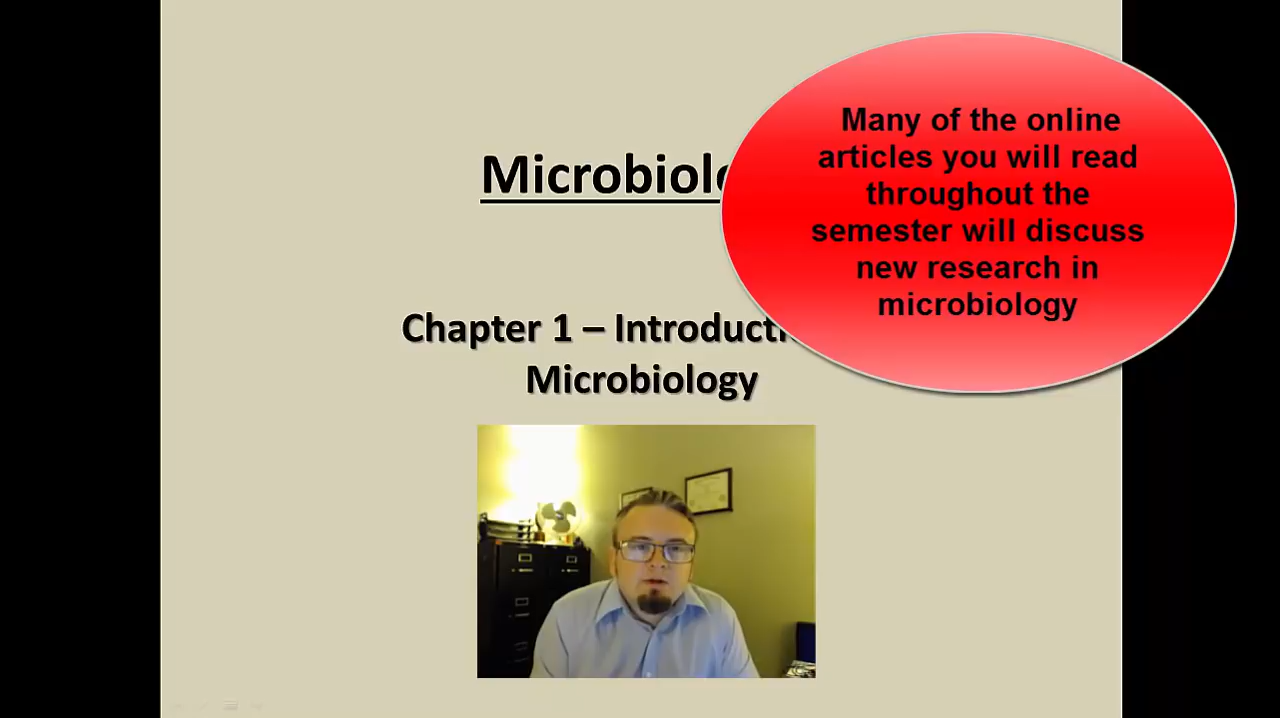 Microbiolo
Chapter 1 – Introducti
Microbiology
Many of the online
articles you will read
throughout the
semester will discuss
new research in
microbiology